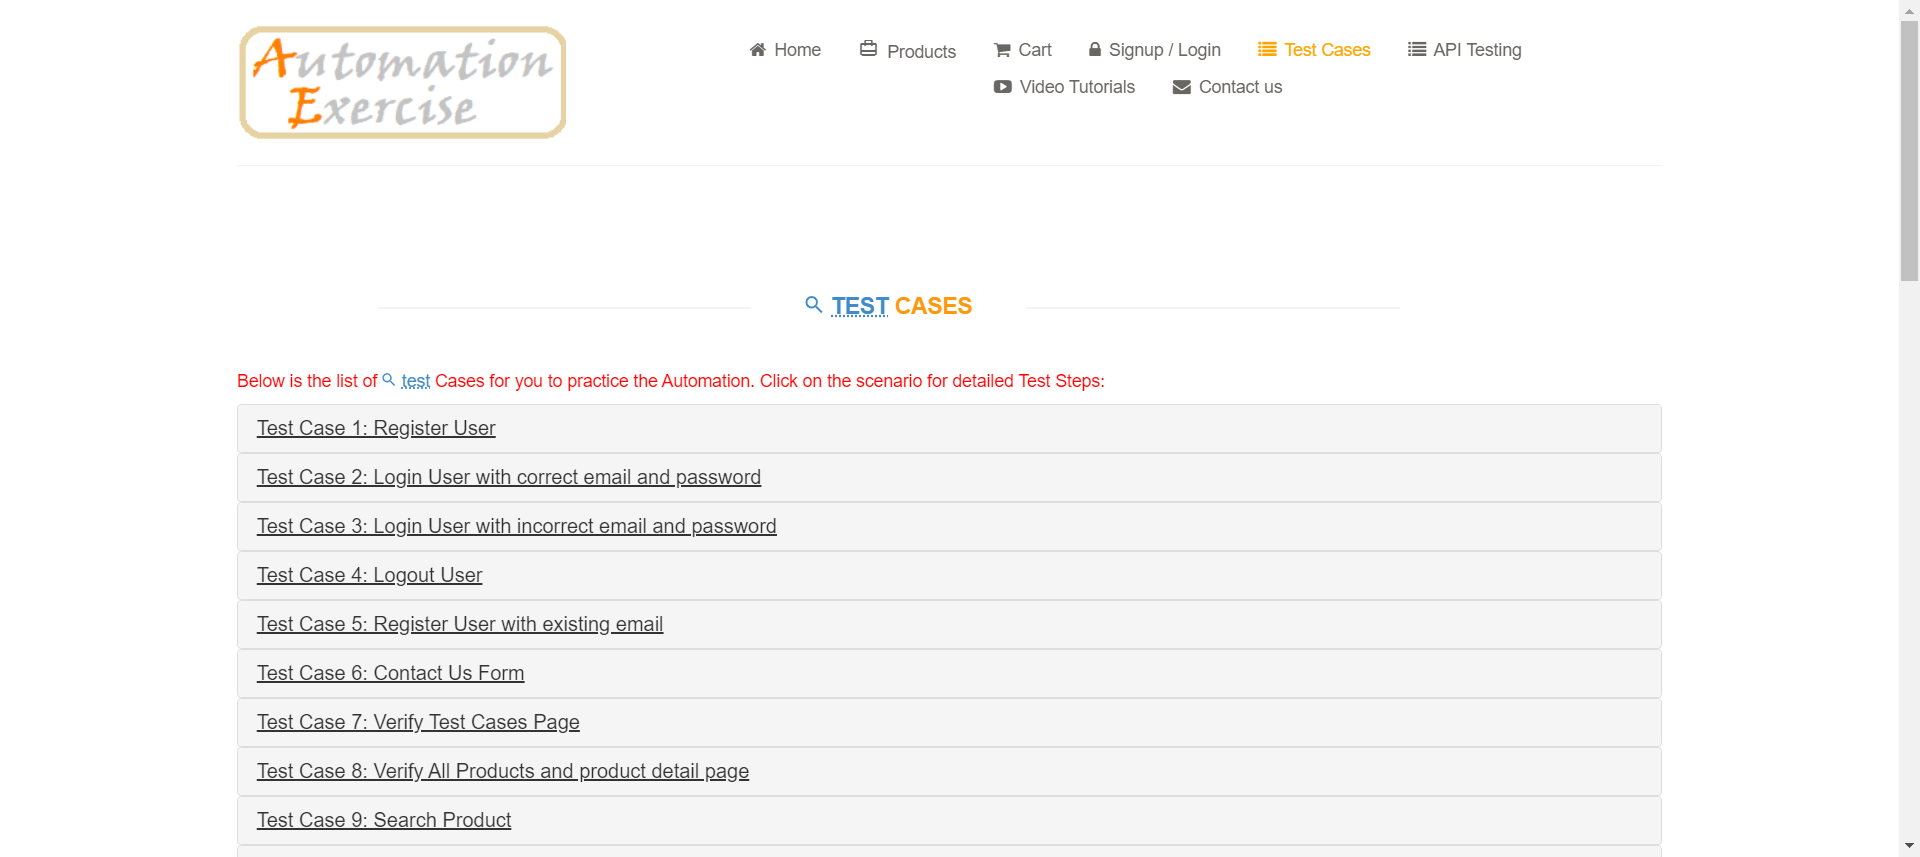 Automation
Exercise
Home Products Cart Signup / Login Test Cases API Testing
Video Tutorials Contact us
TEST CASES
Below is the list of test Cases for you to practice the Automation. Click on the scenario for detailed Test Steps:
Test Case 1: Register User
Test Case 2: Login User with correct email and password
Test Case 3: Login User with incorrect email and password
Test Case 4: Logout User
Test Case 5: Register User with existing email
Test Case 6: Contact Us Form
Test Case 7: Verify Test Cases Page
Test Case 8: Verify All Products and product detail page
Test Case 9: Search Product